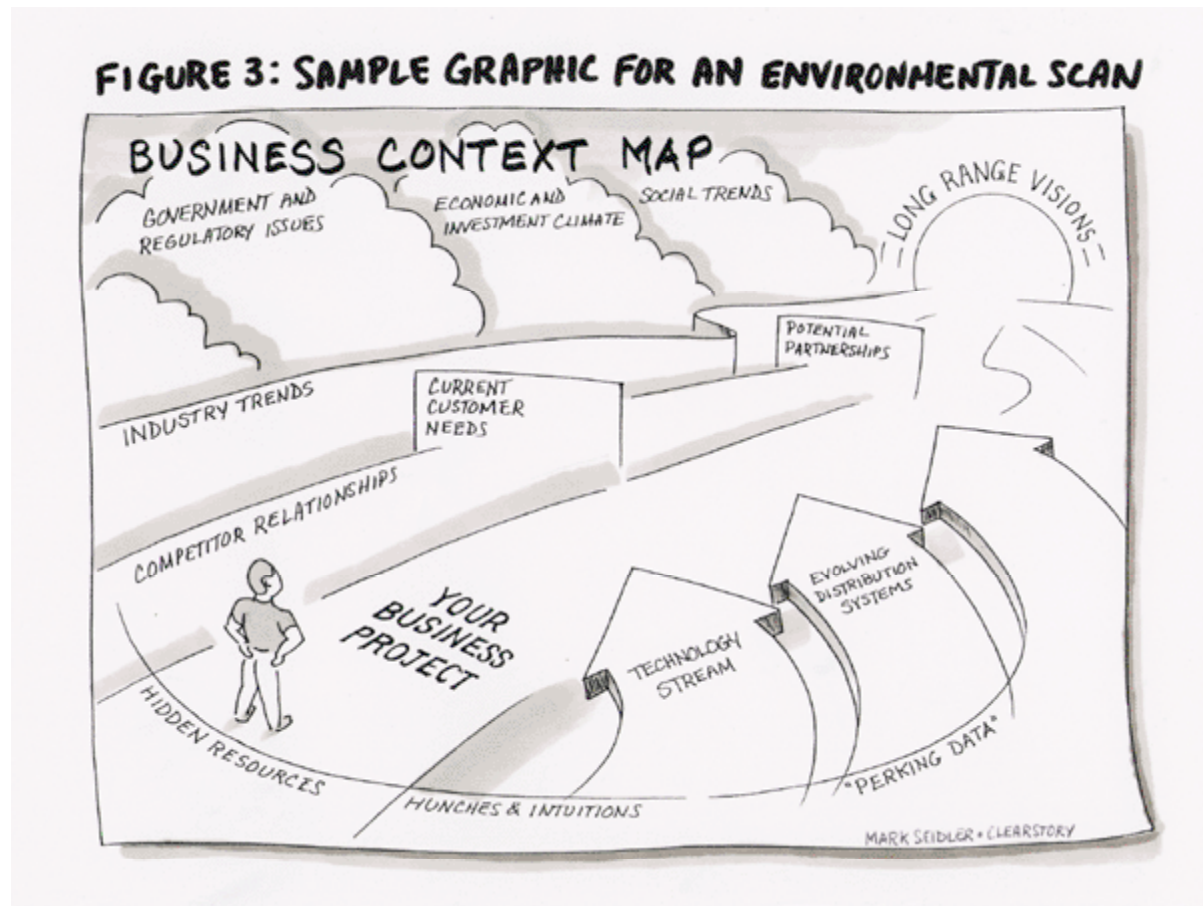 FIGURE 3: SAMPLE GRAPHIC FOR AN ENVIRONMENTAL SCAN
BUSINESS CONTEXT MAP
GOVERNMENT AND
REGULATORY ISSUES
ECONOMIC AND
INVESTMENT CLIMATE
SOCIAL TRENDS
LONG RANGE VISIONS
INDUSTRY TRENDS
CURRENT
CUSTOMER
NEEDS
POTENTIAL
PARTNERSHIPS
COMPETITOR RELATIONSHIPS
YOUR
BUSINESS
PROJECT
TECHNOLOGY
STREAM
EVOLVING
DISTRIBUTION
SYSTEMS
HIDDEN RESOURCES
HUNCHES & INTUITIONS
"PERKING DATA"
MARK SEIDLER • CLEARSTORY